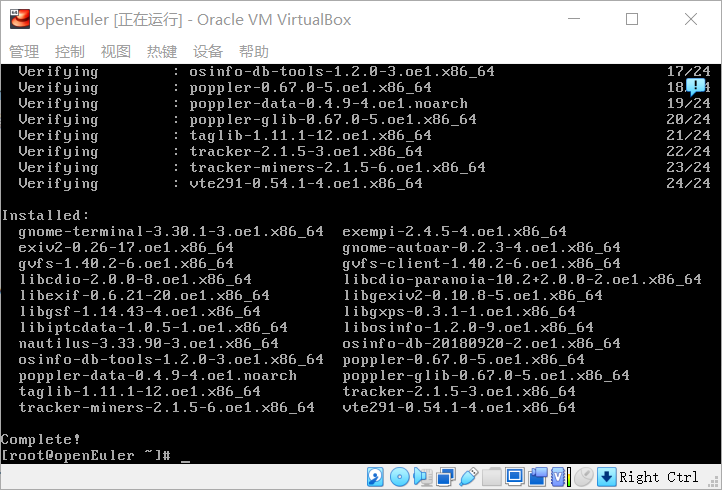 openEuler [正在运行] - Oracle VM VirtualBox
管理 控制 视图 热键 设备 帮助
Verifying : osinfo-db-tools-1.2.0-3.oe1.x86_64 17/24
Verifying : poppler-0.67.0-5.oe1.x86_64 18/24
Verifying : poppler-data-0.4.9-4.oe1.noarch 19/24
Verifying : poppler-glib-0.67.0-5.oe1.x86_64 20/24
Verifying : taglib-1.11.1-12.oe1.x86_64 21/24
Verifying : tracker-2.1.5-3.oe1.x86_64 22/24
Verifying : tracker-miners-2.1.5-6.oe1.x86_64 23/24
Verifying : vte291-0.54.1-4.oe1.x86_64 24/24
Installed:
gnome-terminal-3.30.1-3.oe1.x86_64 exempi-2.4.5-4.oe1.x86_64
exiv2-0.26-17.oe1.x86_64 gnome-autoar-0.2.3-4.oe1.x86_64
gvfs-1.40.2-6.oe1.x86_64 gvfs-client-1.40.2-6.oe1.x86_64
libcdio-2.0.0-8.oe1.x86_64 libcdio-paranoia-10.2+2.0.0-2.oe1.x86_64
libexif-0.6.21-20.oe1.x86_64 libgexiv2-0.10.8-5.oe1.x86_64
libgsf-1.14.43-4.oe1.x86_64 libgxps-0.3.1-1.oe1.x86_64
libiptcdata-1.0.5-1.oe1.x86_64 libosinfo-1.2.0-9.oe1.x86_64
nautilus-3.33.90-3.oe1.x86_64 osinfo-db-20180920-2.oe1.x86_64
osinfo-db-tools-1.2.0-3.oe1.x86_64 poppler-0.67.0-5.oe1.x86_64
poppler-data-0.4.9-4.oe1.noarch poppler-glib-0.67.0-5.oe1.x86_64
taglib-1.11.1-12.oe1.x86_64 tracker-2.1.5-3.oe1.x86_64
tracker-miners-2.1.5-6.oe1.x86_64 vte291-0.54.1-4.oe1.x86_64
Complete!
[root@openEuler ~]# _
Right Ctrl